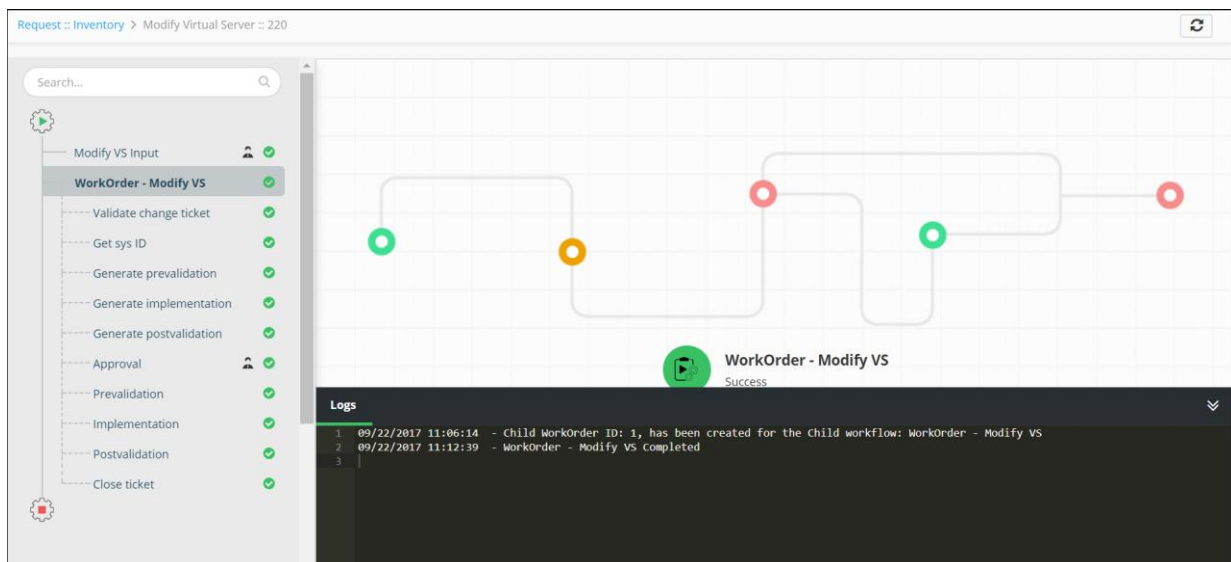 Request :: Inventory > Modify Virtual Server :: 220
Search...
Modify VS Input
WorkOrder - Modify VS
Validate change ticket
Get sys ID
Generate prevalidation
Generate implementation
Generate postvalidation
Approval
Prevalidation
Implementation
Postvalidation
Close ticket
WorkOrder - Modify VS
Success
Logs
1 09/22/2017 11:06:14 - Child WorkOrder ID: 1, has been created for the Child workflow: WorkOrder - Modify VS
2 09/22/2017 11:12:39 - WorkOrder - Modify VS Completed
3